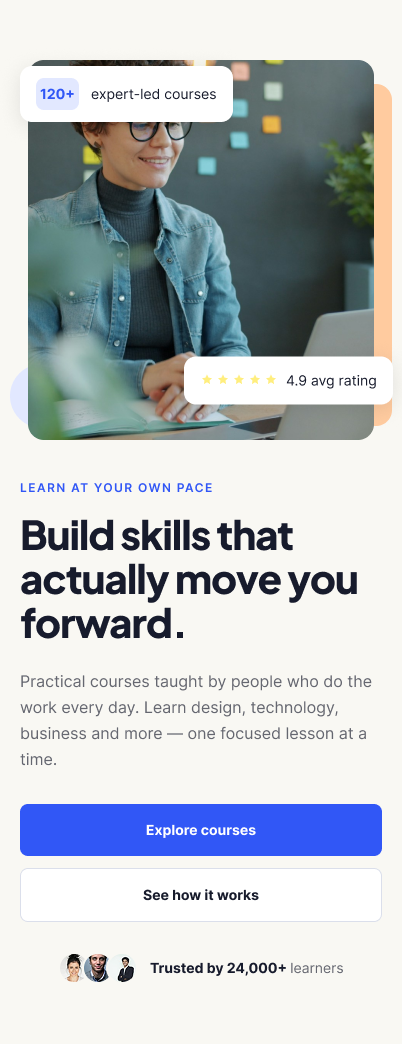 120+ expert-led courses
★ ★ ★ ★ ★ 4.9 avg rating
LEARN AT YOUR OWN PACE
Build skills that
actually move you
forward.
Practical courses taught by people who do the
work every day. Learn design, technology,
business and more — one focused lesson at a
time.
Explore courses
See how it works
Trusted by 24,000+ learners